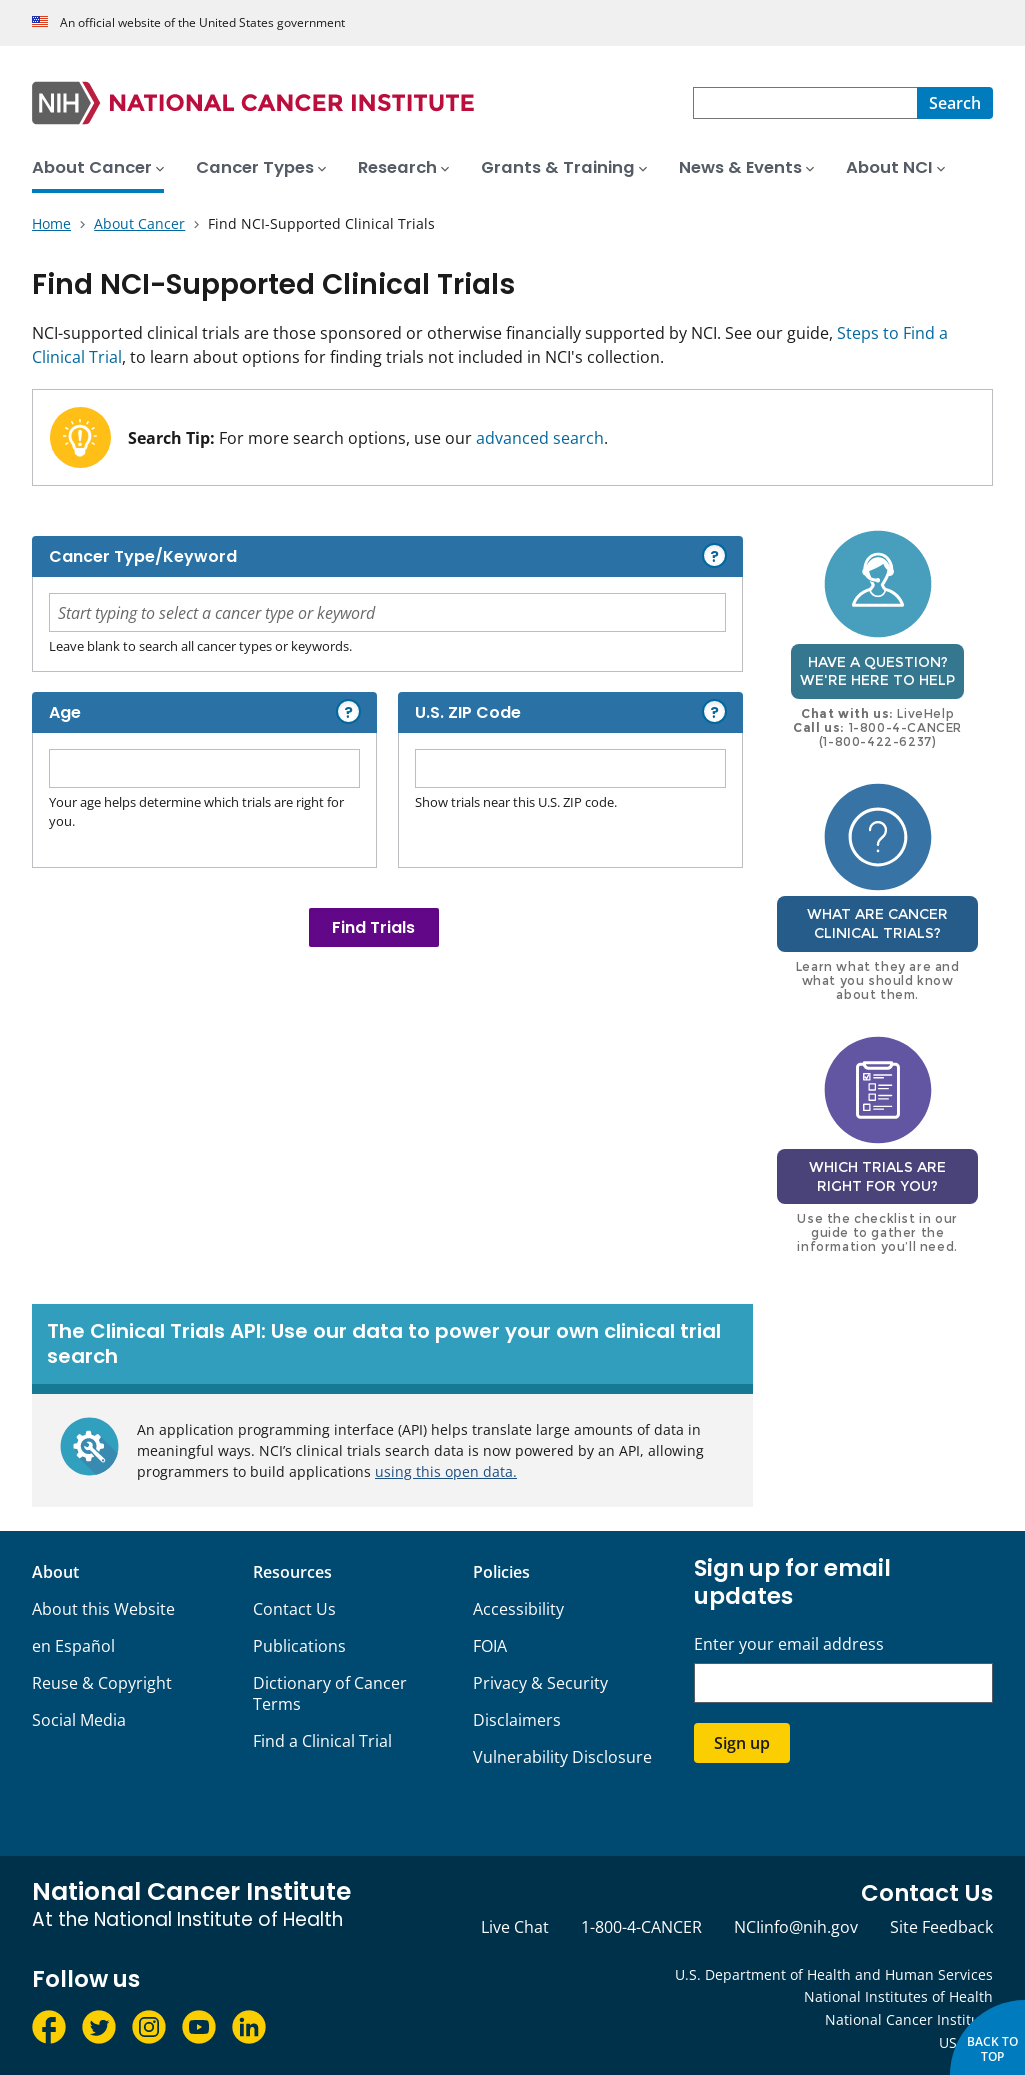 An official website of the United States government
NIH NATIONAL CANCER INSTITUTE
Search
About Cancer
Cancer Types
Research
Grants & Training
News & Events
About NCI
Home
About Cancer
Find NCI-Supported Clinical Trials
Find NCI-Supported Clinical Trials
NCI-supported clinical trials are those sponsored or otherwise financially supported by NCI. See our guide, Steps to Find a
Clinical Trial, to learn about options for finding trials not included in NCI's collection.
Search Tip: For more search options, use our advanced search.
Cancer Type/Keyword
?
Start typing to select a cancer type or keyword
Leave blank to search all cancer types or keywords.
Age
?
Your age helps determine which trials are right for
you.
U.S. ZIP Code
?
Show trials near this U.S. ZIP code.
Find Trials
HAVE A QUESTION?
WE'RE HERE TO HELP
Chat with us: LiveHelp
Call us: 1-800-4-CANCER
(1-800-422-6237)
?
WHAT ARE CANCER
CLINICAL TRIALS?
Learn what they are and
what you should know
about them.
WHICH TRIALS ARE
RIGHT FOR YOU?
Use the checklist in our
guide to gather the
information you'll need.
The Clinical Trials API: Use our data to power your own clinical trial
search
An application programming interface (API) helps translate large amounts of data in
meaningful ways. NCI’s clinical trials search data is now powered by an API, allowing
programmers to build applications using this open data.
About
About this Website
en Español
Reuse & Copyright
Social Media
Resources
Contact Us
Publications
Dictionary of Cancer
Terms
Find a Clinical Trial
Policies
Accessibility
FOIA
Privacy & Security
Disclaimers
Vulnerability Disclosure
Sign up for email
updates
Enter your email address
Sign up
National Cancer Institute
At the National Institute of Health
Follow us
Contact Us
Live Chat
1-800-4-CANCER
NCIinfo@nih.gov
Site Feedback
U.S. Department of Health and Human Services
National Institutes of Health
National Cancer
BACK TO
TOP